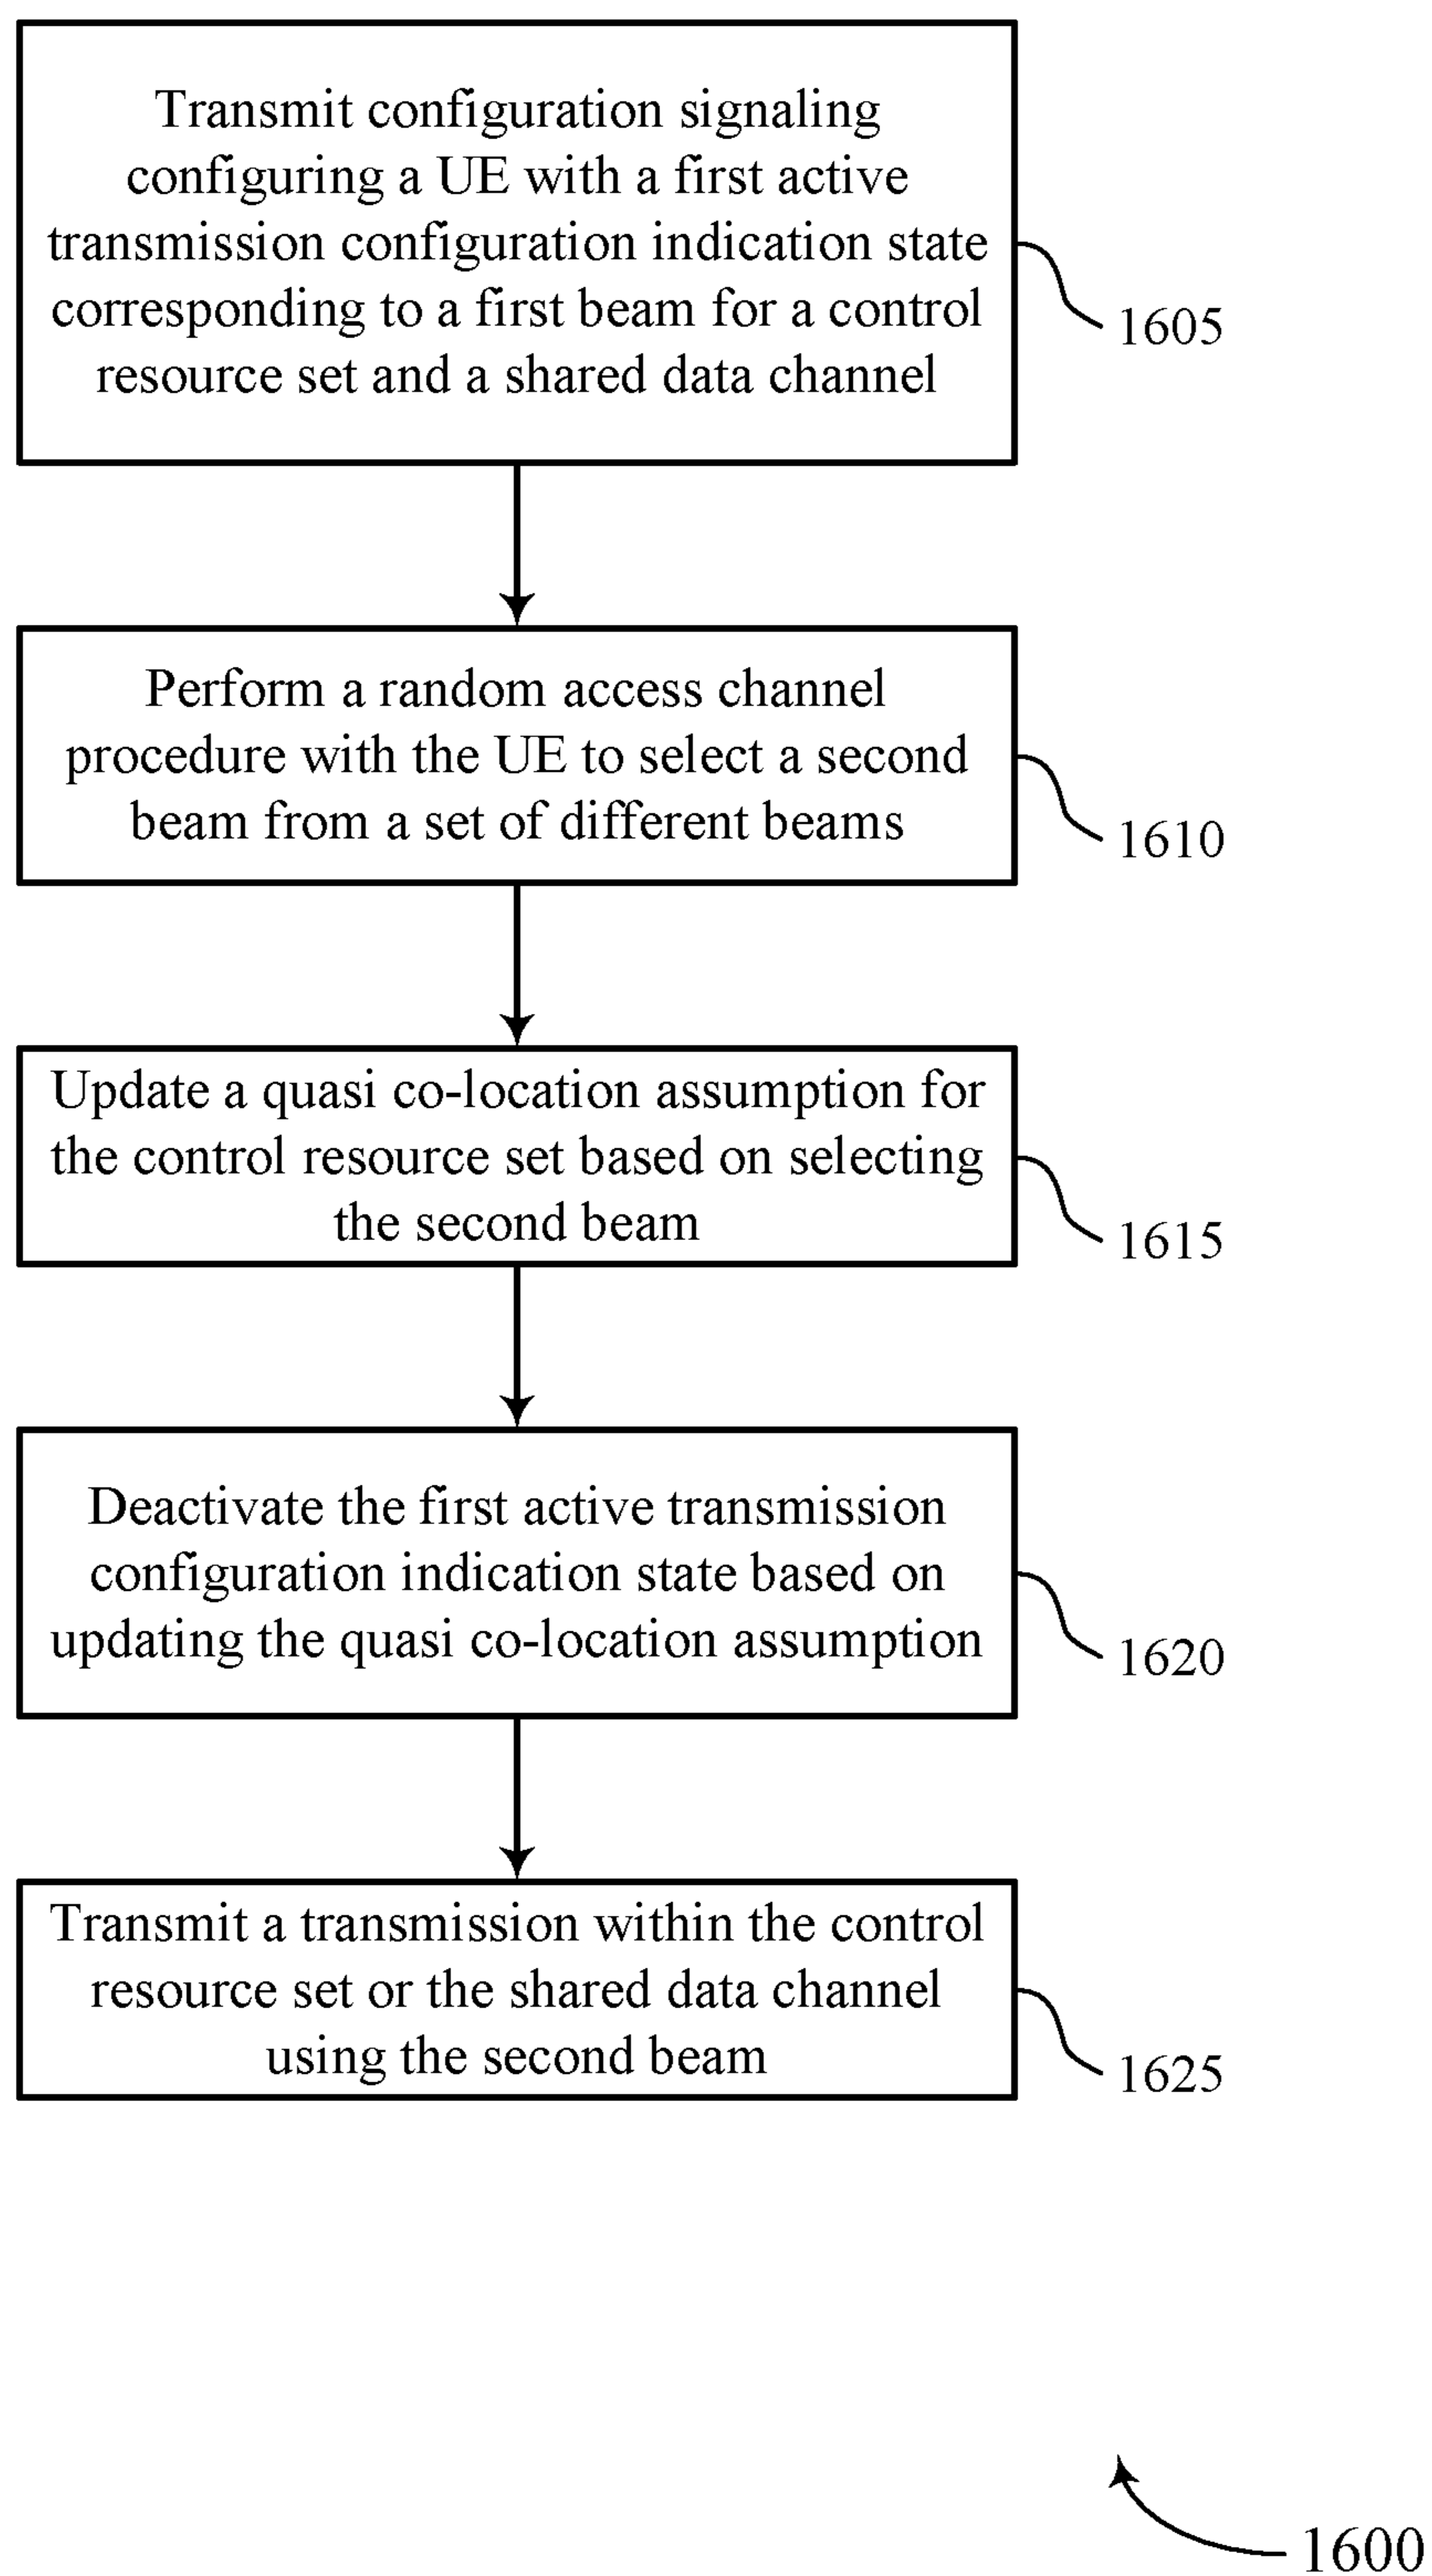 Transmit configuration signaling
configuring a UE with a first active
transmission configuration indication state
corresponding to a first beam for a control
resource set and a shared data channel
1605
Perform a random access channel
procedure with the UE to select a second
beam from a set of different beams
1610
Update a quasi co-location assumption for
the control resource set based on selecting
the second beam
1615
Deactivate the first active transmission
configuration indication state based on
updating the quasi co-location assumption
1620
Transmit a transmission within the control
resource set or the shared data channel
using the second beam
1625
1600